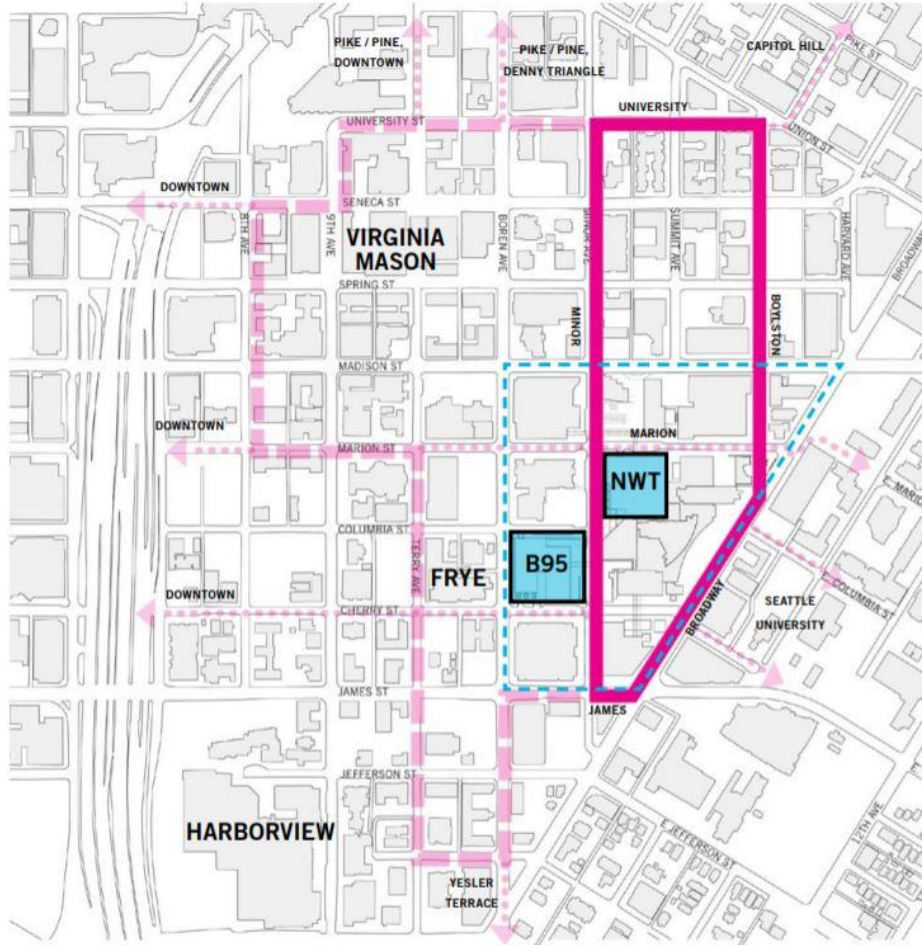 PIKE / PINE,
DOWNTOWN
PIKE / PINE,
DENNY TRIANGLE
CAPITOL HILL
PIKE ST
UNIVERSITY
UNIVERSITY ST
UNION ST
DOWNTOWN
SENECA ST
8TH AVE
9TH AVE
VIRGINIA
MASON
BOREN AVE
MINOR AVE
SUMMIT AVE
HARVARD AVE
SPRING ST
MINOR
BOYLSTON
MADISON ST
DOWNTOWN
MARION ST
MARION
NWT
COLUMBIA ST
TERRY AVE
FRYE
B95
E COLUMBIA ST
DOWNTOWN
CHERRY ST
BROADWAY
SEATTLE
UNIVERSITY
JAMES ST
JAMES
JEFFERSON ST
HARBORVIEW
E JEFFERSON ST
12TH AVE
YESLER
TERRACE